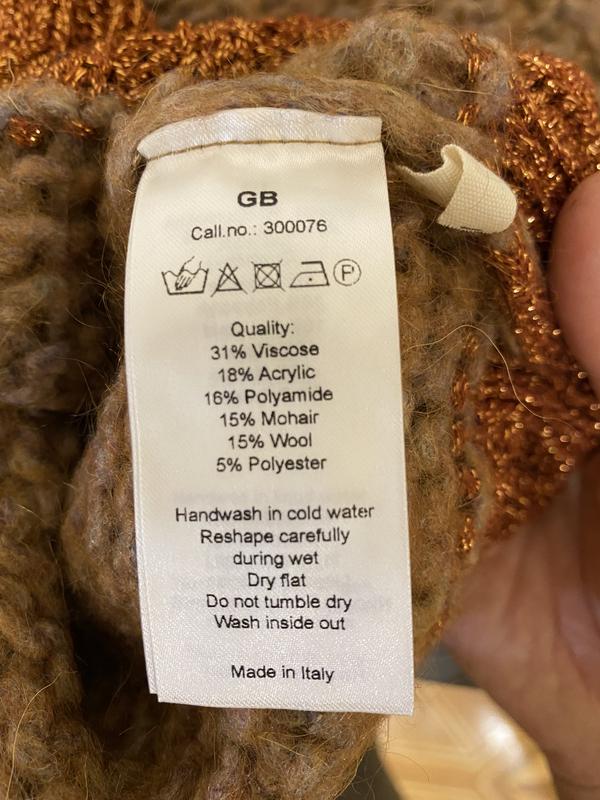 GB
Call.no.: 300076
P
Quality:
31% Viscose
18% Acrylic
16% Polyamide
15% Mohair
15% Wool
5% Polyester
Handwash in cold water
Reshape carefully
during wet
Dry flat
Do not tumble dry
Wash inside out
Made in Italy